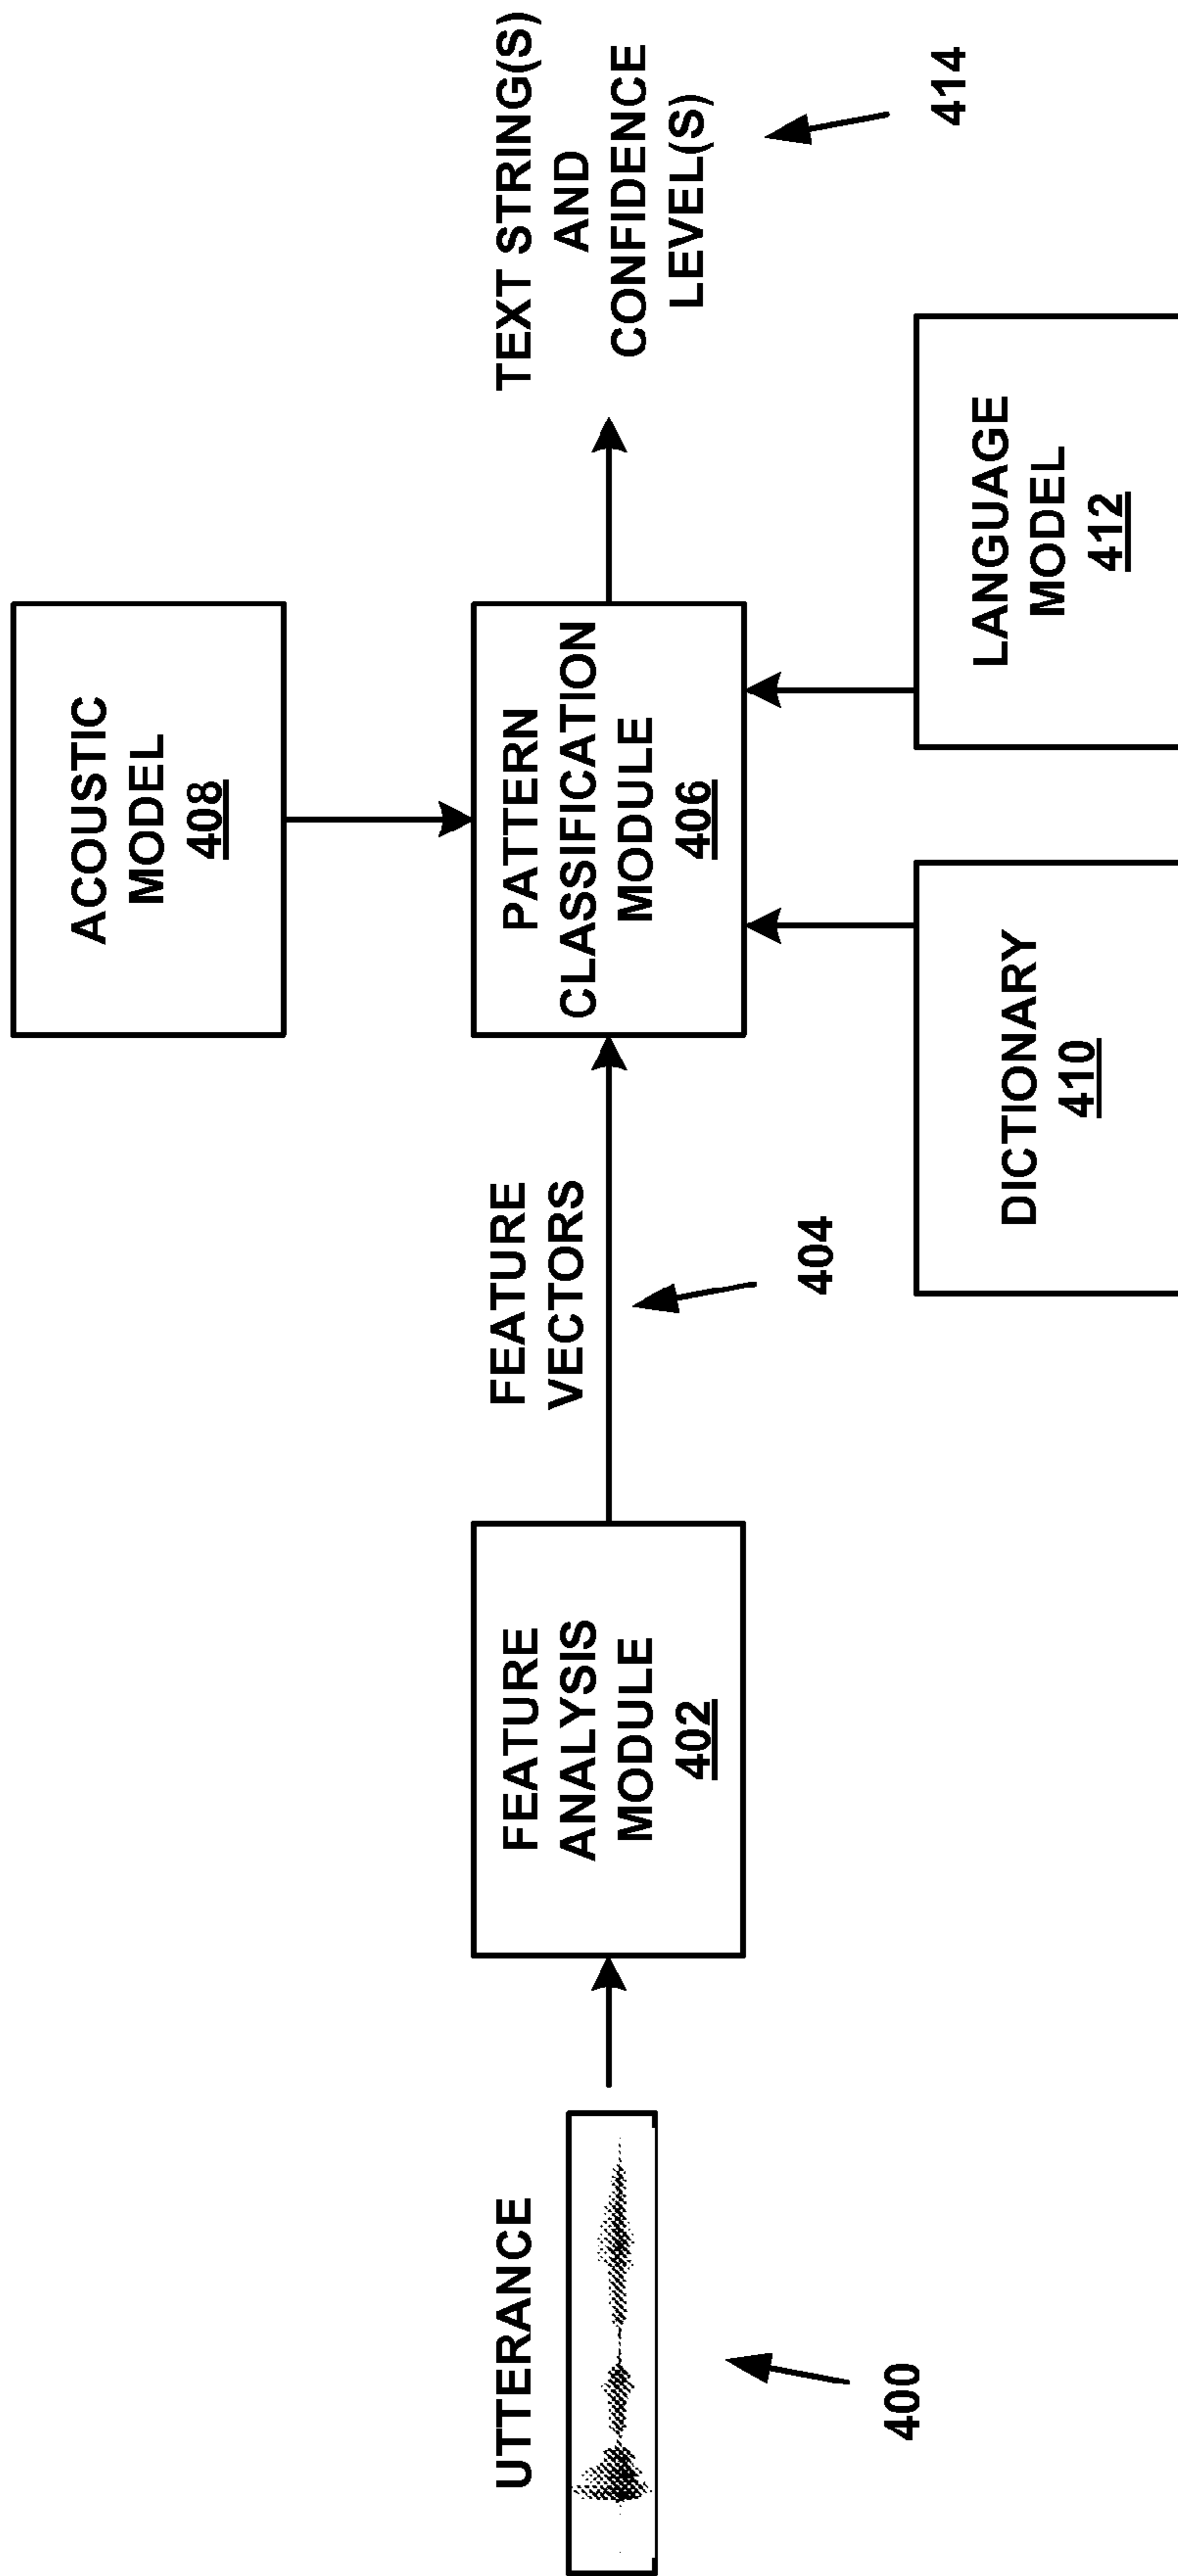 ACOUSTIC
MODEL
408
UTTERANCE
400
FEATURE
ANALYSIS
MODULE
402
FEATURE
VECTORS
404
PATTERN
CLASSIFICATION
MODULE
406
TEXT STRING(S)
AND
CONFIDENCE
LEVEL(S)
414
DICTIONARY
410
LANGUAGE
MODEL
412